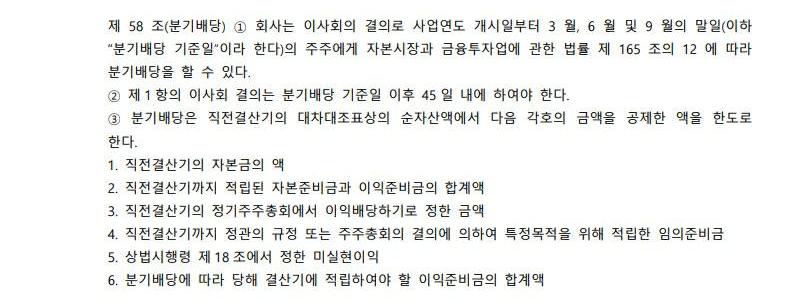 제 58 조(분기배당) ① 회사는 이사회의 결의로 사업연도 개시일부터 3 월, 6 월 및 9 월의 말일(이하
“분기배당 기준일”이라 한다)의 주주에게 자본시장과 금융투자업에 관한 법률 제 165 조의 12 에 따라
분기배당을 할 수 있다.
② 제 1 항의 이사회 결의는 분기배당 기준일 이후 45 일 내에 하여야 한다.
③ 분기배당은 직전결산기의 대차대조표상의 순자산액에서 다음 각호의 금액을 공제한 액을 한도로
한다.
1. 직전결산기의 자본금의 액
2. 직전결산기까지 적립된 자본준비금과 이익준비금의 합계액
3. 직전결산기의 정기주주총회에서 이익배당하기로 정한 금액
4. 직전결산기까지 정관의 규정 또는 주주총회의 결의에 의하여 특정목적을 위해 적립한 임의준비금
5. 상법시행령 제 18 조에서 정한 미실현이익
6. 분기배당에 따라 당해 결산기에 적립하여야 할 이익준비금의 합계액